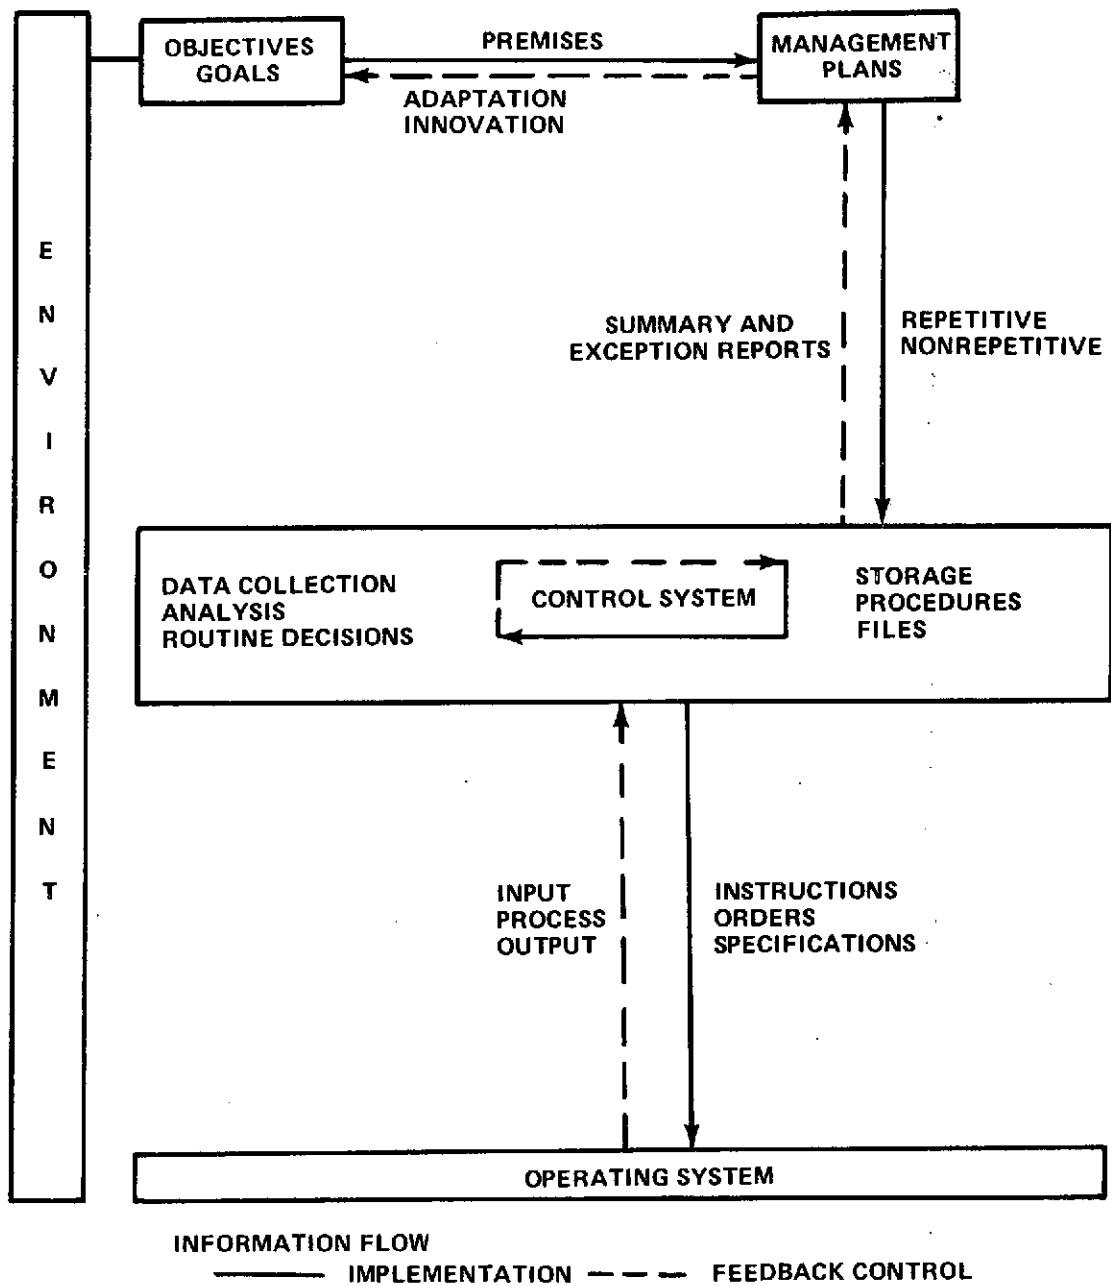 OBJECTIVES
GOALS
PREMISES
ADAPTATION
INNOVATION
MANAGEMENT
PLANS
ENVIRONMENT
SUMMARY AND
EXCEPTION REPORTS
REPETITIVE
NONREPETITIVE
DATA COLLECTION
ANALYSIS
ROUTINE DECISIONS
CONTROL SYSTEM
STORAGE
PROCEDURES
FILES
INPUT
PROCESS
OUTPUT
INSTRUCTIONS
ORDERS
SPECIFICATIONS
OPERATING SYSTEM
INFORMATION FLOW
IMPLEMENTATION
FEEDBACK CONTROL